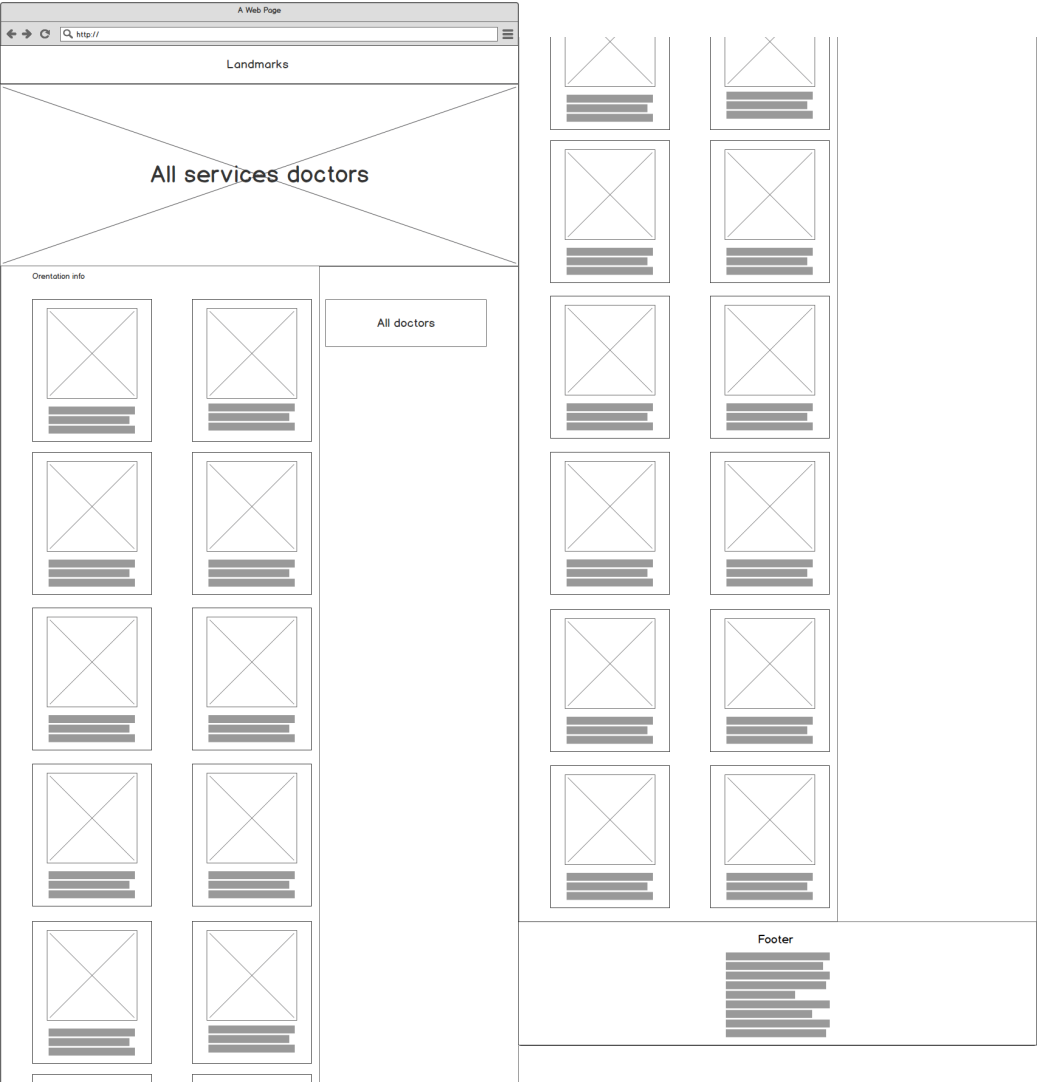 A Web Page
http://
Landmarks
All services doctors
Orentation info
All doctors
Footer